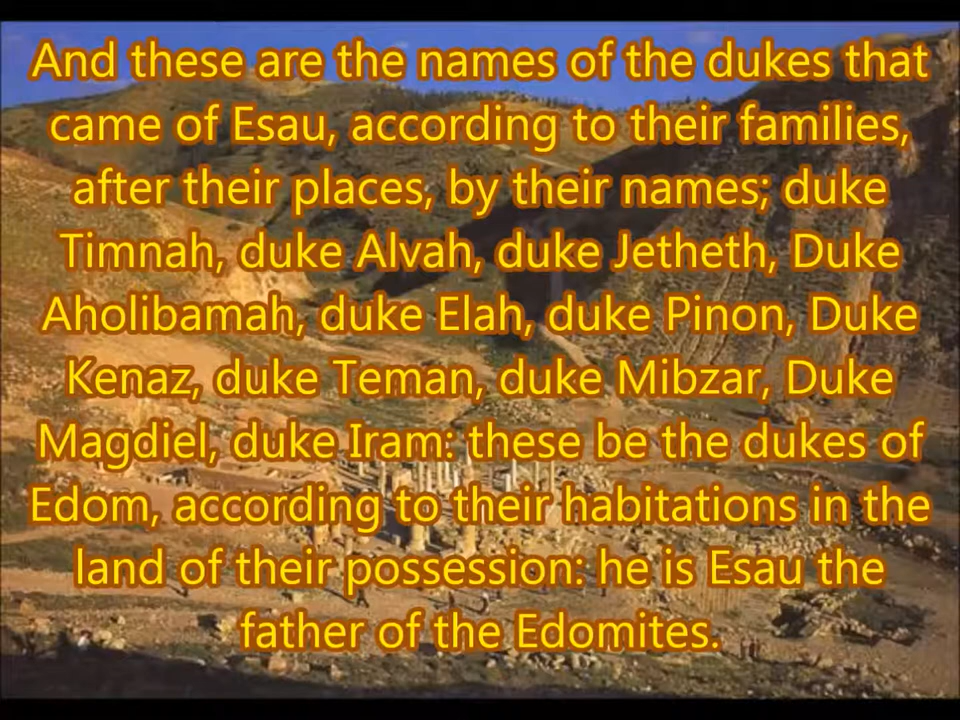 And these are the names of the dukes that
came of Esau, according to their families,
after their places, by their names; duke
Timnah, duke Alvah, duke Jetheth, Duke
Aholibamah, duke Elah, duke Pinon, Duke
Kenaz, duke Teman, duke Mibzar, Duke
Magdiel, duke Iram: these be the dukes of
Edom, according to their habitations in the
land of their possession: he is Esau the
father of the Edomites.